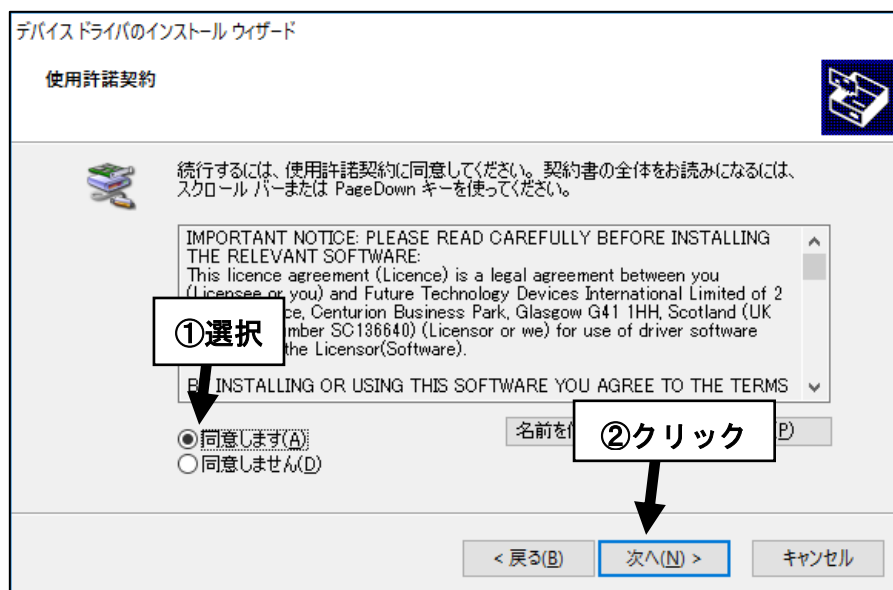 デバイス ドライバのインストール ウィザード
使用許諾契約
続行するには、使用許諾契約に同意してください。契約書の全体をお読みになるには、
スクロール バーまたは PageDown キーを使ってください。
IMPORTANT NOTICE: PLEASE READ CAREFULLY BEFORE INSTALLING
THE RELEVANT SOFTWARE:
This licence agreement (Licence) is a legal agreement between you
(Licensee or you) and Future Technology Devices International Limited of 2
Centurion Business Park, Glasgow G41 1HH, Scotland (UK
SC136640) (Licensor or we) for use of driver software
the Licensor(Software).
INSTALLING OR USING THIS SOFTWARE YOU AGREE TO THE TERMS
①選択
同意します(A)
同意しません(D)
名前を
(P)
②クリック
< 戻る(B)
次へ(N) >
キャンセル